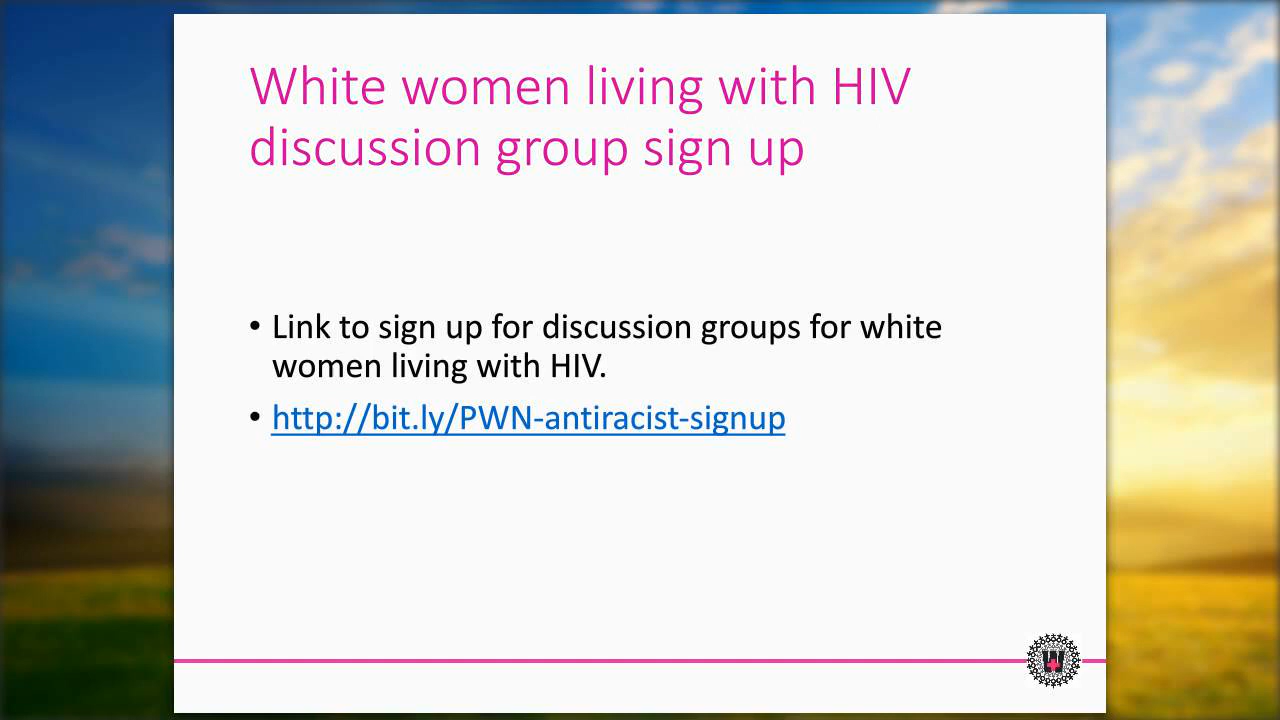 White women living with HIV
discussion group sign up
• Link to sign up for discussion groups for white
women living with HIV.
• http://bit.ly/PWN-antiracist-signup
W